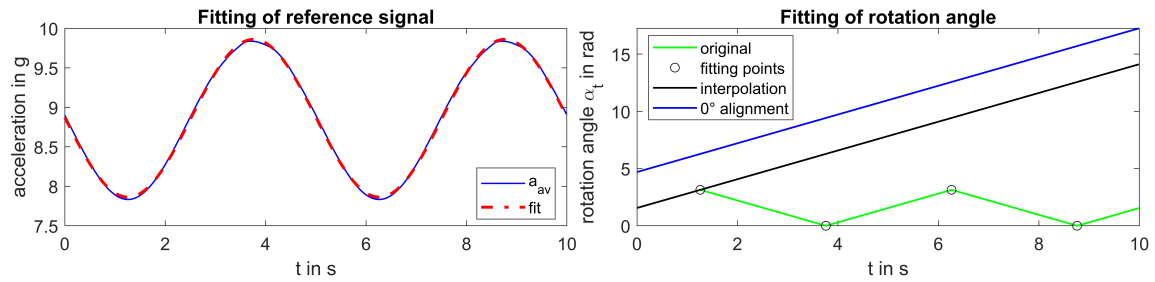 Fitting of reference signal
acceleration in g
10
9.5
9
8.5
8
7.5
0 2 4 6 8 10
t in s
a_av
fit
Fitting of rotation angle
rotation angle α_t in rad
15
10
5
0
0 2 4 6 8 10
t in s
original
fitting points
interpolation
0° alignment